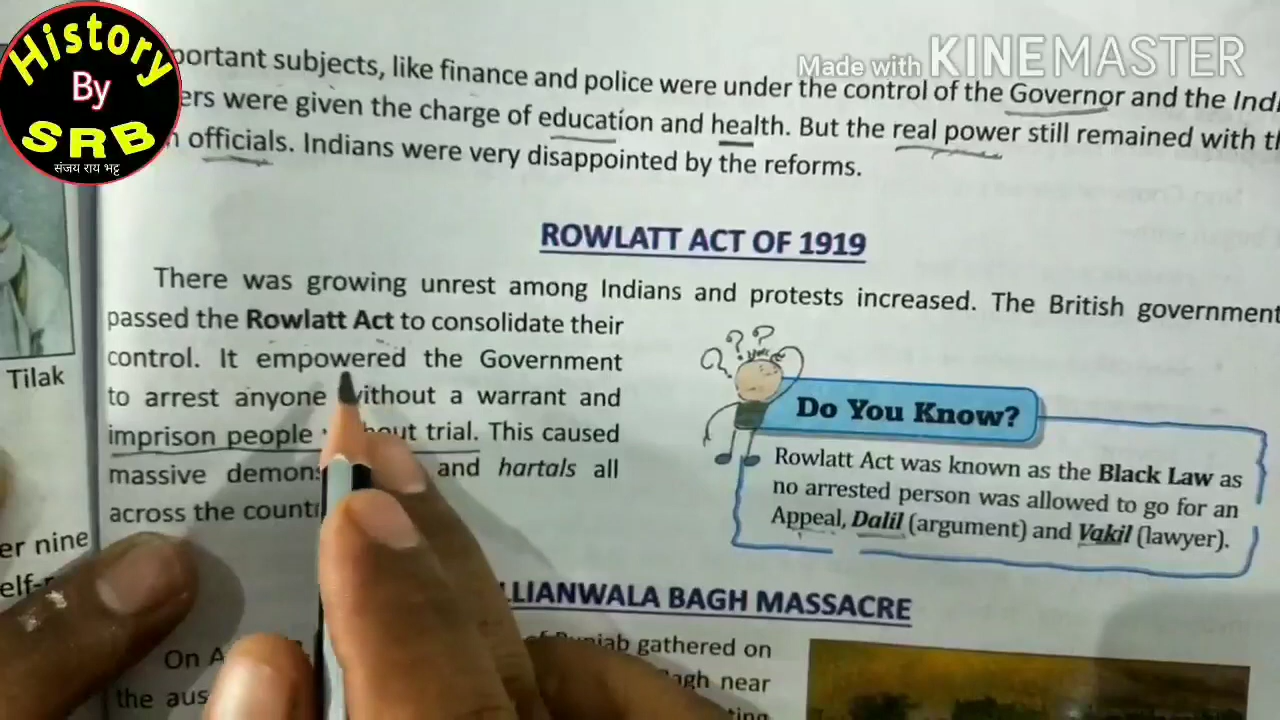 History
By
SRB
संजय राय भट्ट
Made with KINEMASTER
portant subjects, like finance and police were under the control of the Governor and the Indi
ers were given the charge of education and health. But the real power still remained with th
officials. Indians were very disappointed by the reforms.
ROWLATT ACT OF 1919
There was growing unrest among Indians and protests increased. The British government
passed the Rowlatt Act to consolidate their
control. It empowered the Government
to arrest anyone without a warrant and
imprison people out trial. This caused
massive demons and hartals all
across the count
Tilak
er nine
elf-
???
Do You Know?
Rowlatt Act was known as the Black Law as
no arrested person was allowed to go for an
Appeal, Dalil (argument) and Vakil (lawyer).
LLIANWALA BAGH MASSACRE
On A of Punjab gathered on
the aus agh near
ting